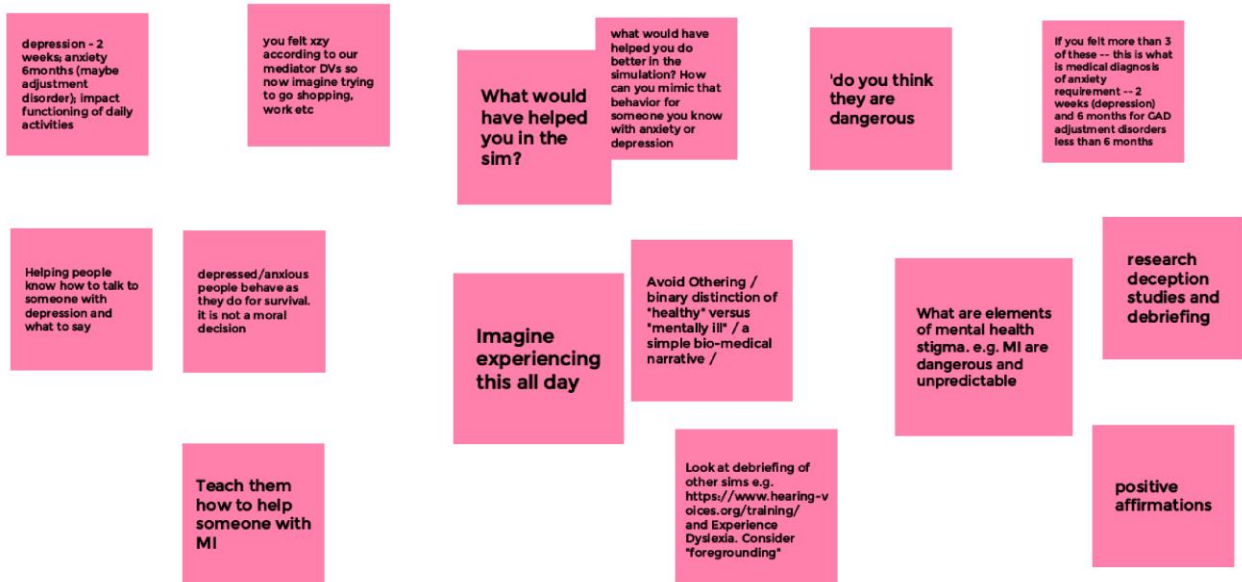 depression - 2
weeks; anxiety
6months (maybe
adjustment
disorder); impact
functioning of daily
activities
you felt xzy
according to our
mediator DVs so
now imagine trying
to go shopping,
work etc
What would
have helped
you in the
sim?
what would have
helped you do
better in the
simulation? How
can you mimic that
behavior for
someone you know
with anxiety or
depression
'do you think
they are
dangerous
If you felt more than 3
of these -- this is what
is medical diagnosis
of anxiety
requirement -- 2
weeks (depression)
and 6 months for GAD
adjustment disorders
less than 6 months
Helping people
know how to talk to
someone with
depression and
what to say
depressed/anxious
people behave as
they do for survival.
it is not a moral
decision
Imagine
experiencing
this all day
Avoid Othering /
binary distinction of
"healthy" versus
"mentally ill" / a
simple bio-medical
narrative /
What are elements
of mental health
stigma. e.g. MI are
dangerous and
unpredictable
research
deception
studies and
debriefing
Teach them
how to help
someone with
MI
Look at debriefing of
other sims e.g.
https://www.hearing-v
oices.org/training/
and Experience
Dyslexia. Consider
"foregrounding"
positive
affirmations